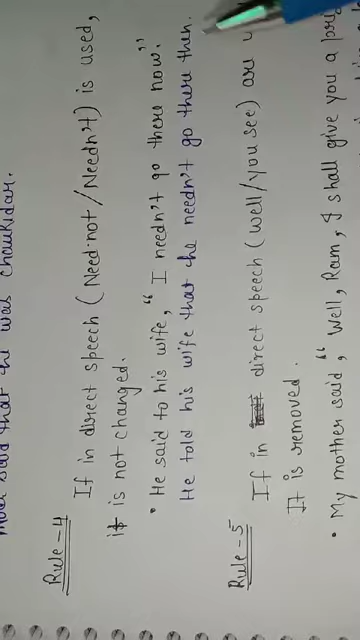 said that he was chaukidar.
Rule-4 If in direct speech (Need not/Needn't) is used,
it is not changed.
• He said to his wife, "I needn't go there now."
He told his wife that he needn't go there then.
Rule-5 If in direct speech (well/you see) are
It is removed.
• My mother said, "Well, Ram, I shall give you a